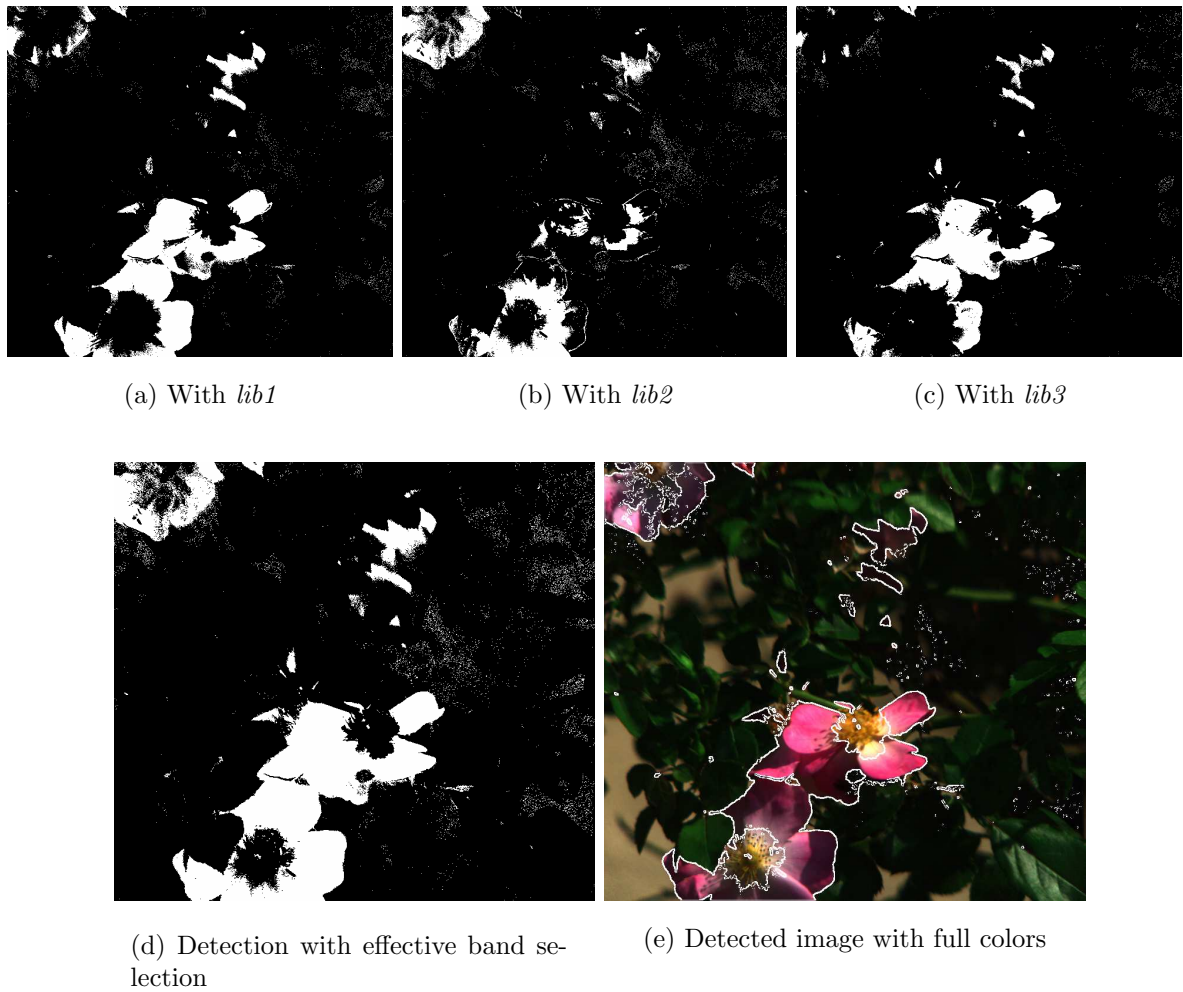 (a) With lib1
(b) With lib2
(c) With lib3
(d) Detection with effective band se-
lection
(e) Detected image with full colors